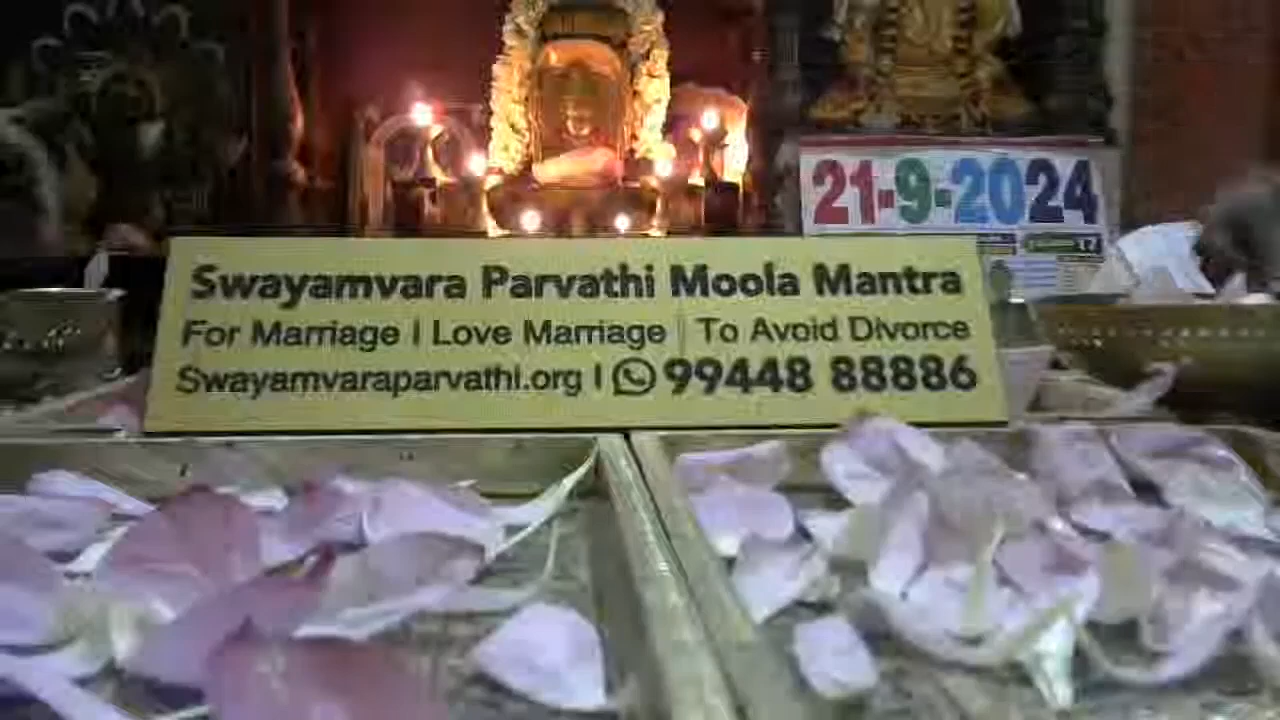 21-9-2024
Swayamvara Parvathi Moola Mantra
For Marriage | Love Marriage | To Avoid Divorce
Swayamvaraparvathi.org | 99448 88886